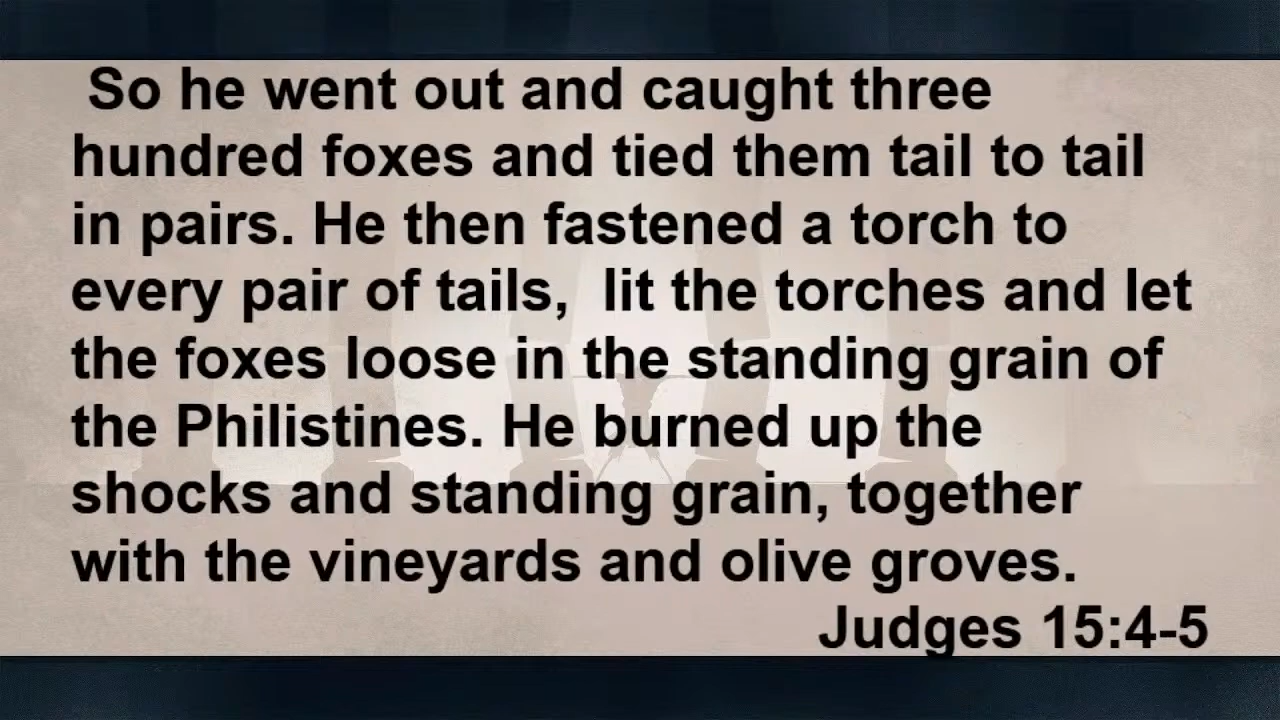 So he went out and caught three
hundred foxes and tied them tail to tail
in pairs. He then fastened a torch to
every pair of tails,  lit the torches and let
the foxes loose in the standing grain of
the Philistines. He burned up the
shocks and standing grain, together
with the vineyards and olive groves.
Judges 15:4-5